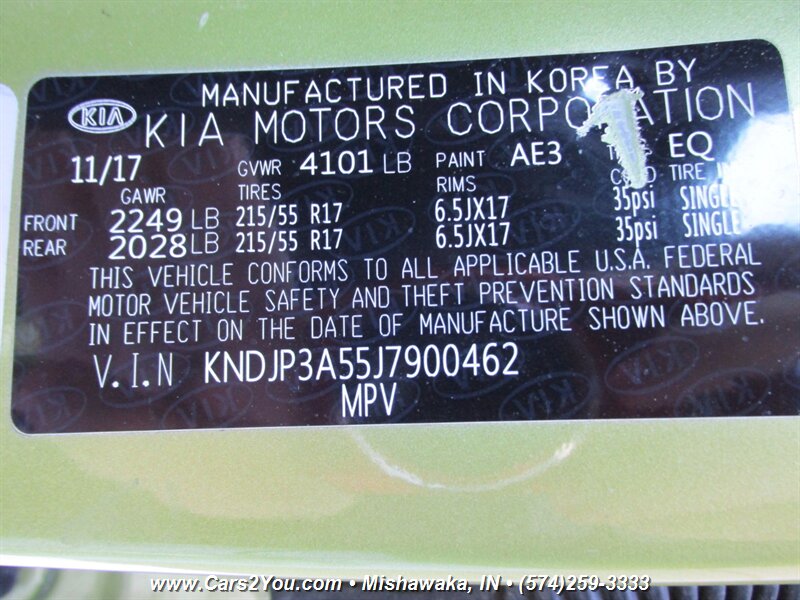 MANUFACTURED IN KOREA BY
KIA KIA MOTORS CORPORATION
11/17 GVWR 4101 LB PAINT AE3 EQ
GAWR TIRES RIMS COLD TIRE
FRONT 2249 LB 215/55 R17 6.5JX17 35psi SINGLE
REAR 2028 LB 215/55 R17 6.5JX17 35psi SINGLE
THIS VEHICLE CONFORMS TO ALL APPLICABLE U.S.A. FEDERAL
MOTOR VEHICLE SAFETY AND THEFT PREVENTION STANDARDS
IN EFFECT ON THE DATE OF MANUFACTURE SHOWN ABOVE.
V.I.N KNDJP3A55J7900462
MPV
www.Cars2You.com • Mishawaka, IN • (574)259-3333